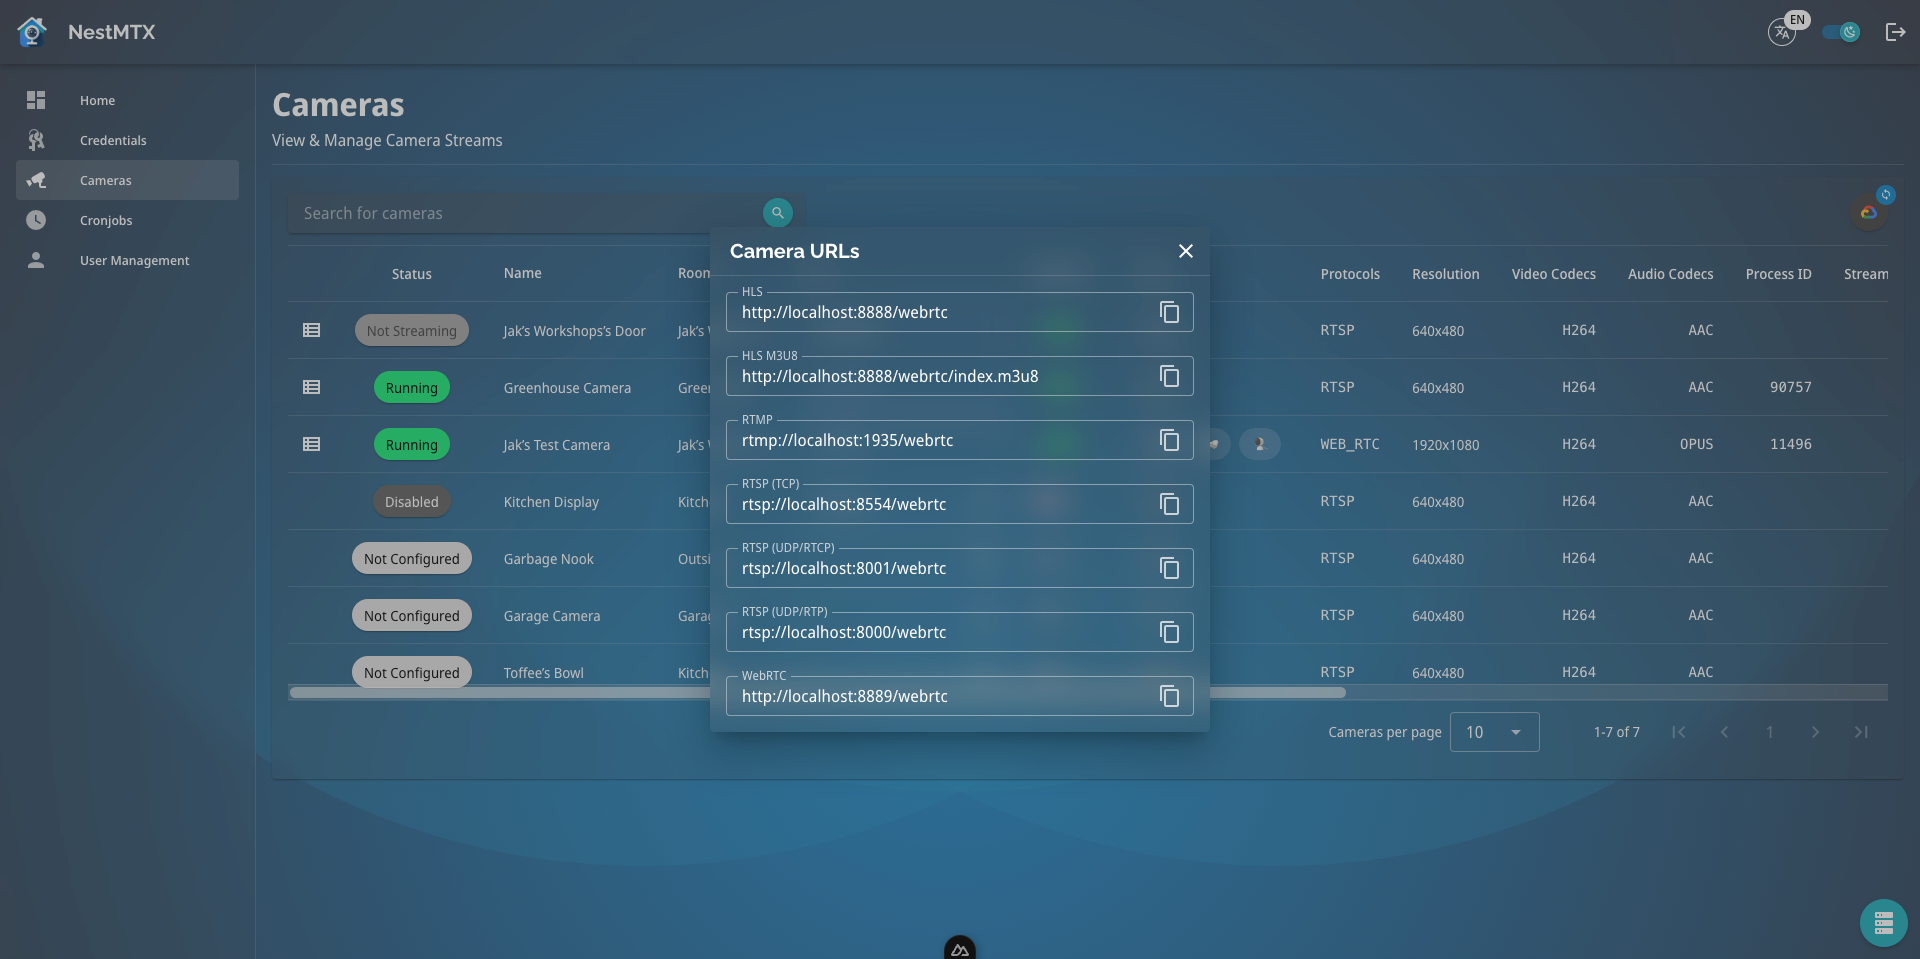 NestMTX
EN
Home
Credentials
Cameras
Cronjobs
User Management
Cameras
View & Manage Camera Streams
Search for cameras
Status Name Room Protocols Resolution Video Codecs Audio Codecs Process ID Stream
Not Streaming Jak's Workshops's Door Jak's RTSP 640x480 H264 AAC
Running Greenhouse Camera Gree RTSP 640x480 H264 AAC 90757
Running Jak's Test Camera Jak's WEB_RTC 1920x1080 H264 OPUS 11496
Disabled Kitchen Display Kitch RTSP 640x480 H264 AAC
Not Configured Garbage Nook Outsi RTSP 640x480 H264 AAC
Not Configured Garage Camera Garag RTSP 640x480 H264 AAC
Not Configured Toffee's Bowl Kitch RTSP 640x480 H264 AAC
Camera URLs
HLS
http://localhost:8888/webrtc
HLS M3U8
http://localhost:8888/webrtc/index.m3u8
RTMP
rtmp://localhost:1935/webrtc
RTSP (TCP)
rtsp://localhost:8554/webrtc
RTSP (UDP/RTCP)
rtsp://localhost:8001/webrtc
RTSP (UDP/RTP)
rtsp://localhost:8000/webrtc
WebRTC
http://localhost:8889/webrtc
Cameras per page 10 1-7 of 7 1